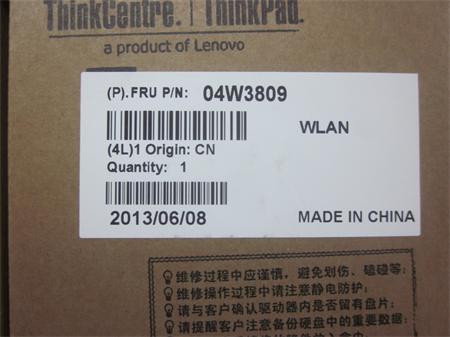 ThinkCentre. | ThinkPad.
a product of Lenovo
(P).FRU P/N: 04W3809
WLAN
(4L)1 Origin: CN
Quantity: 1
2013/06/08
MADE IN CHINA
维修过程中应谨慎，避免划伤、磕碰等；
维修操作过程中请注意静电防护；
请与客户确认驱动器内是否留有盘片；
请提醒客户注意备份硬盘中的重要数据；